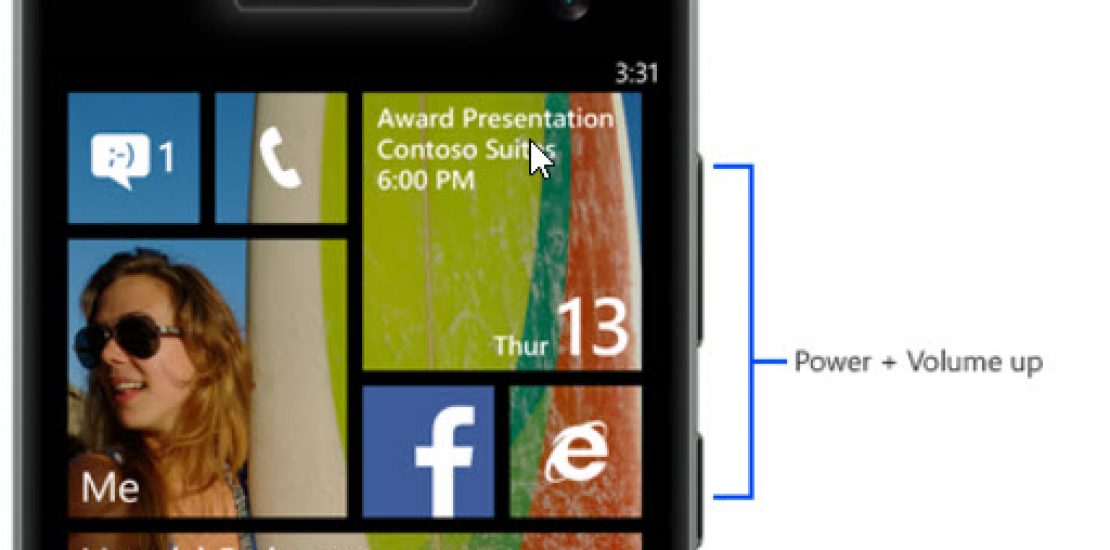 3:31
;-) 1
Award Presentation
Contoso Suites
6:00 PM
Thur 13
Power + Volume up
Me